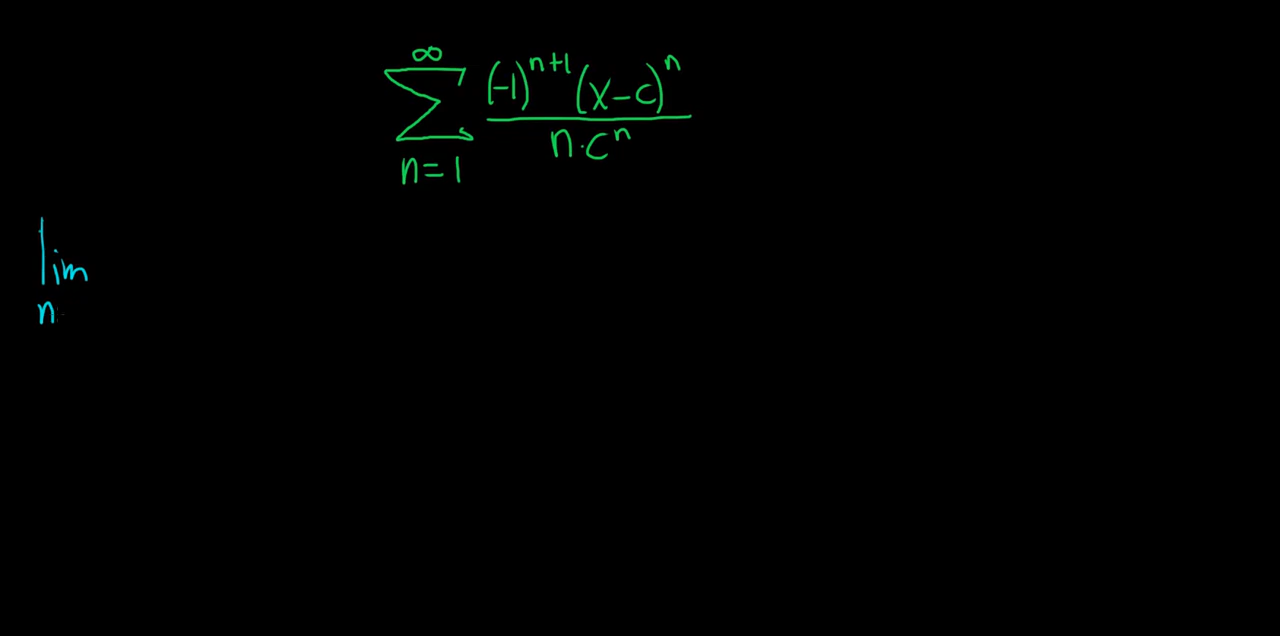 ∞
∑ (-1)^{n+1} (x-c)^n / n·c^n
n=1
lim
n